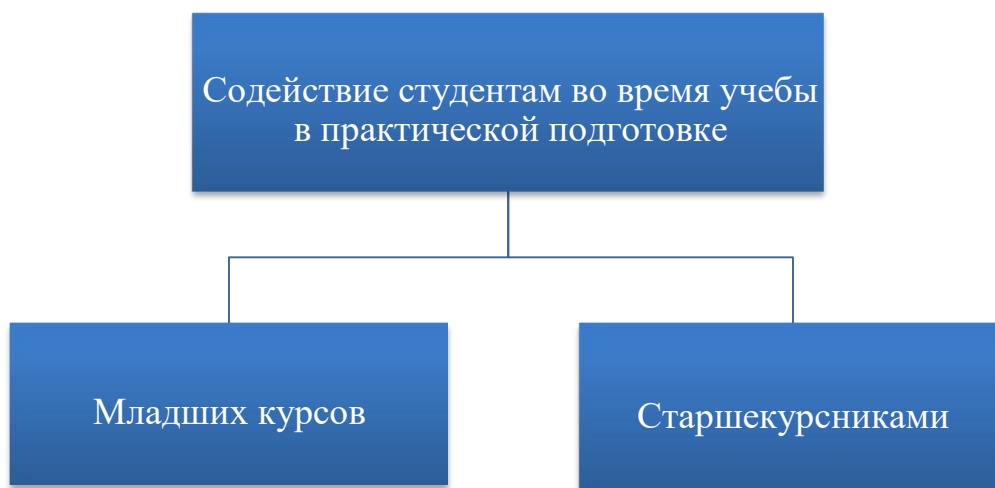 Содействие студентам во время учебы
в практической подготовке
Младших курсов
Старшекурсниками